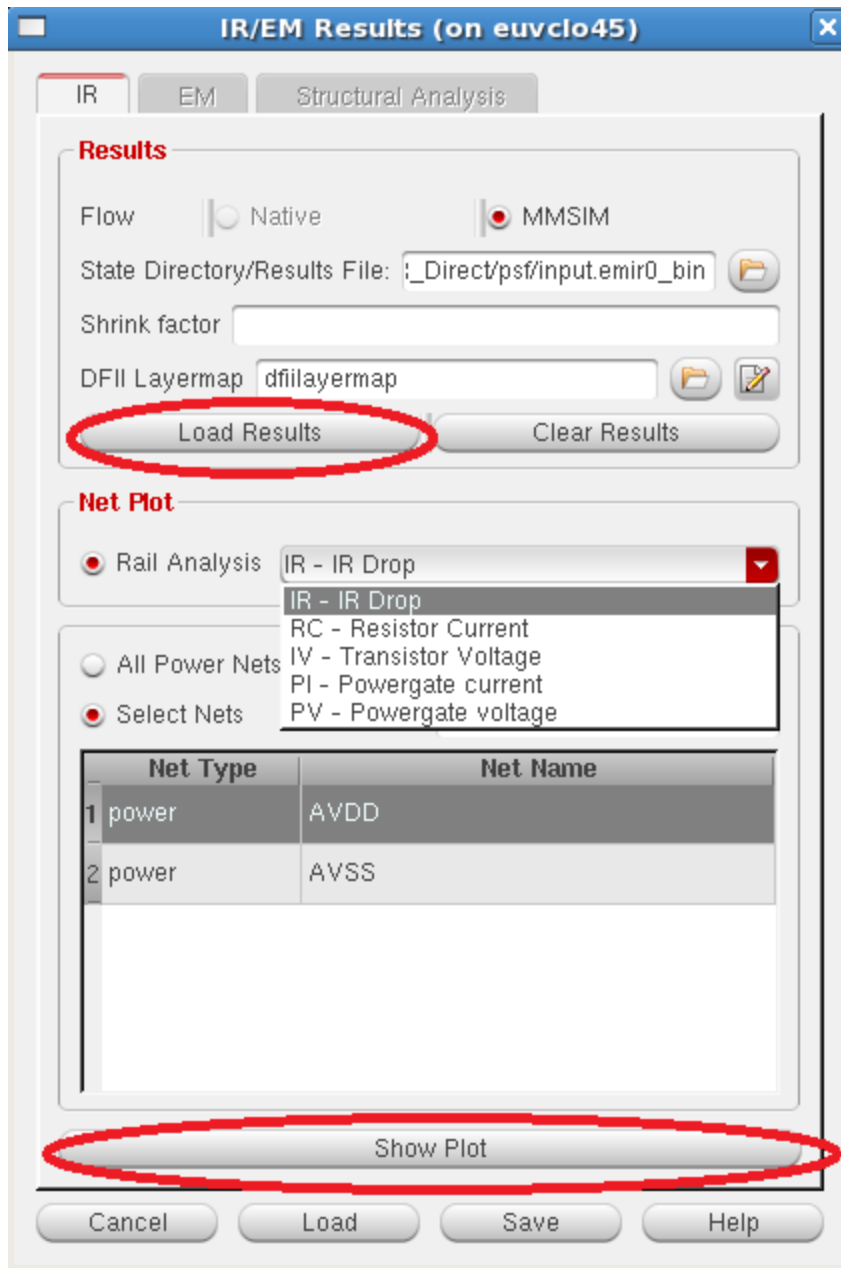 IR/EM Results (on euvclo45)
IR EM Structural Analysis
Results
Flow Native MMSIM
State Directory/Results File: :_Direct/psf/input.emir0_bin
Shrink factor
DFII Layermap dfiilayermap
Load Results Clear Results
Net Plot
Rail Analysis IR - IR Drop
IR - IR Drop
RC - Resistor Current
All Power Nets IV - Transistor Voltage
PI - Powergate current
Select Nets PV - Powergate voltage
Net Type Net Name
1 power AVDD
2 power AVSS
Show Plot
Cancel Load Save Help